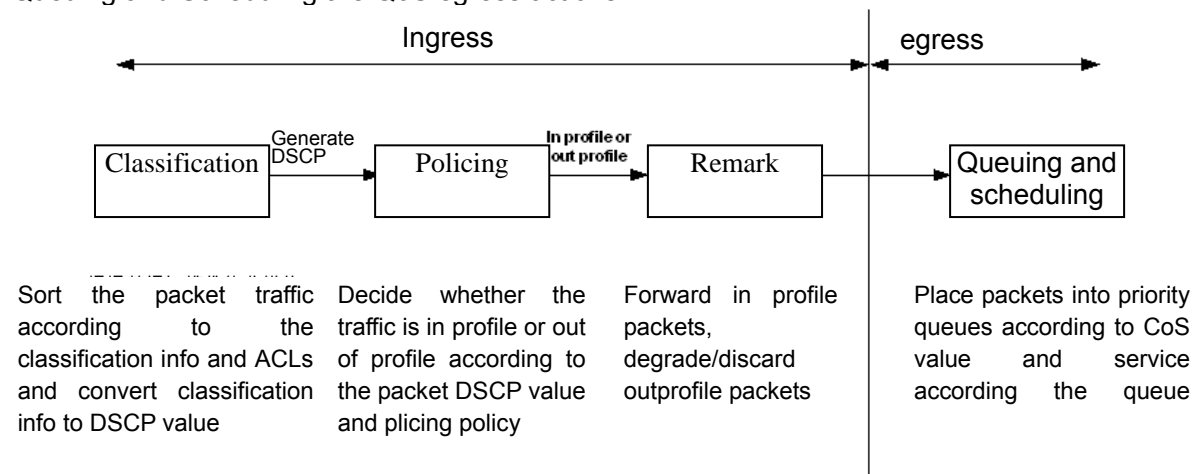 Ingress
egress
Classification
Generate
DSCP
Policing
In profile or
out profile
Remark
Queuing and
scheduling
Sort the packet traffic
according to the
classification info and ACLs
and convert classification
info to DSCP value
Decide whether the
traffic is in profile or out
of profile according to
the packet DSCP value
and plicing policy
Forward in profile
packets,
degrade/discard
outprofile packets
Place packets into priority
queues according to CoS
value and service
according the queue